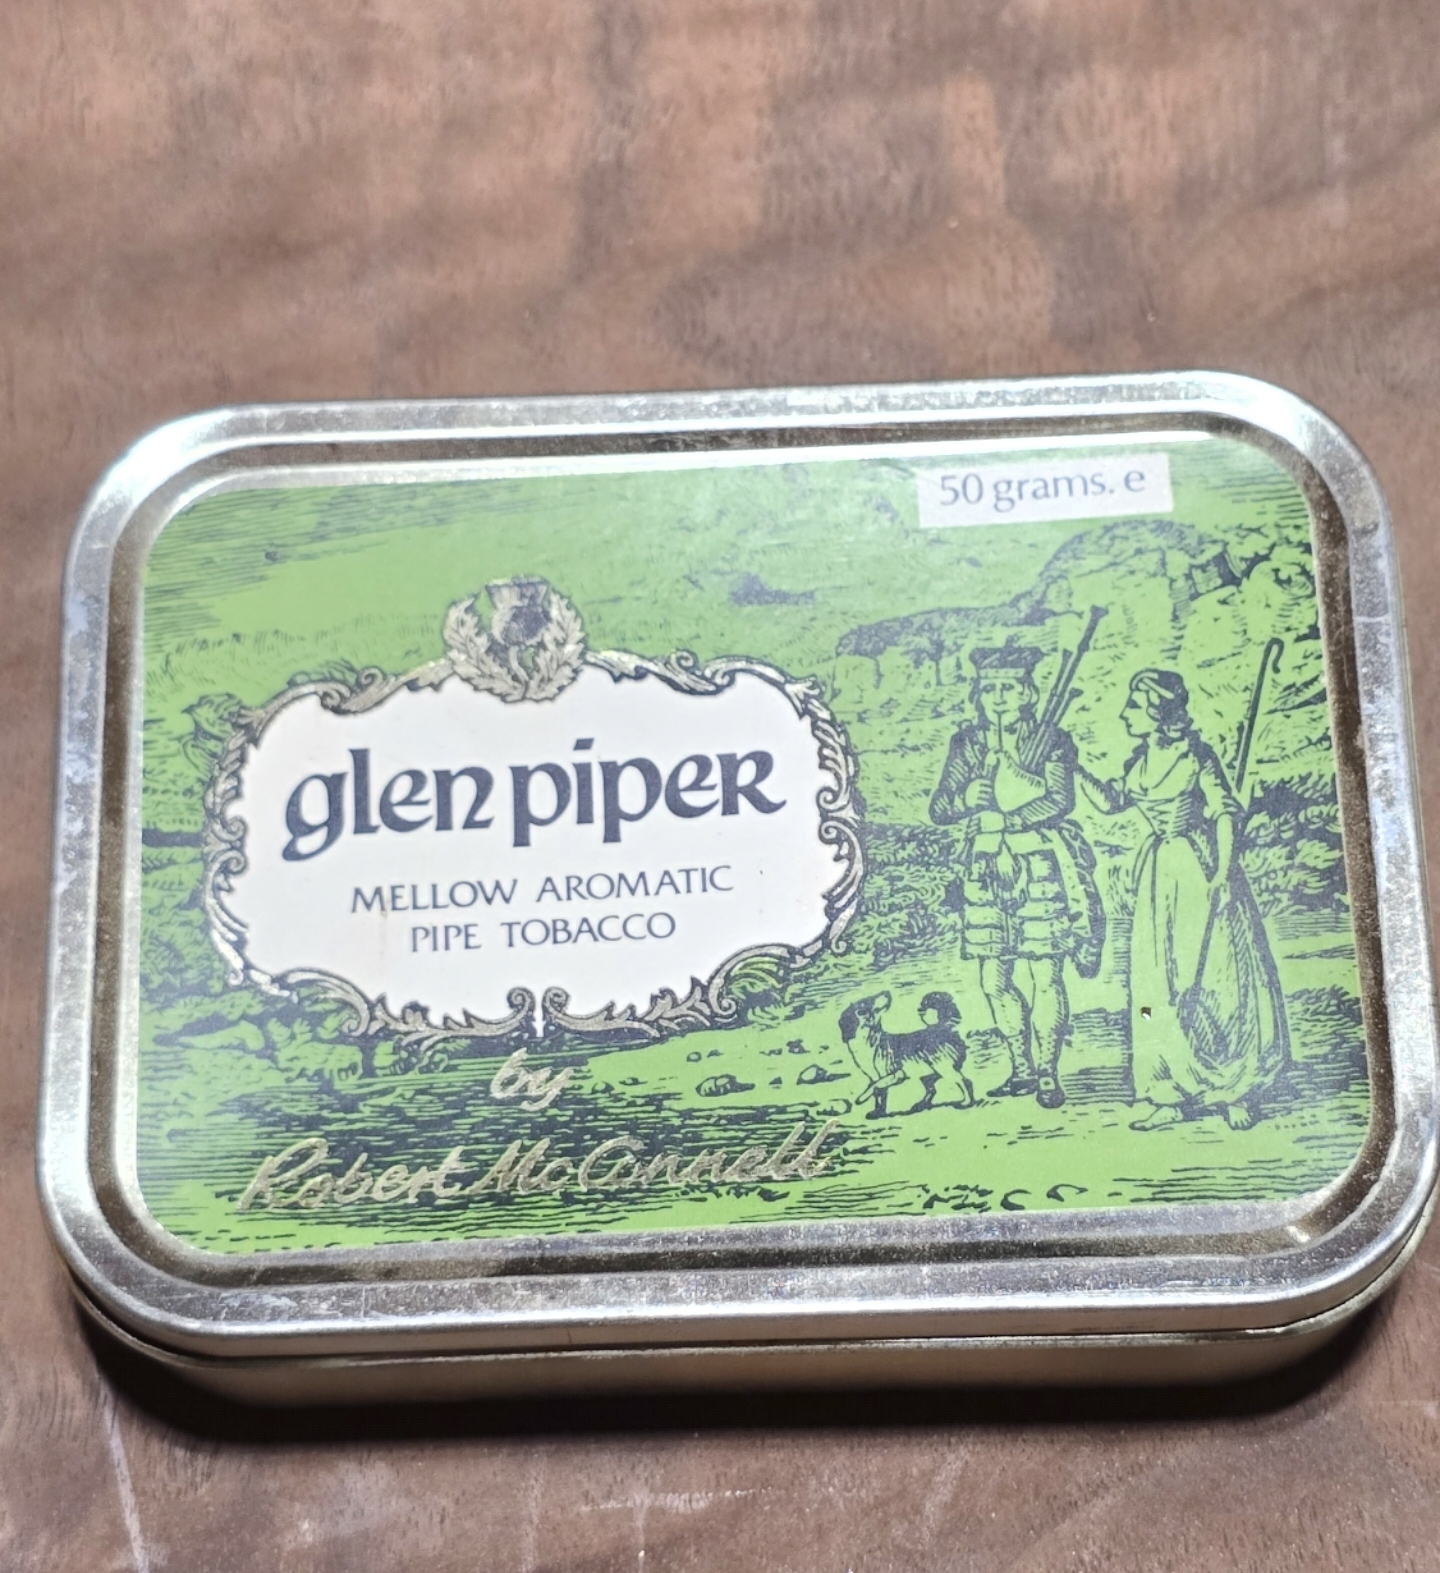 50 grams. e
glen piper
MELLOW AROMATIC
PIPE TOBACCO
by
Robert McConnell